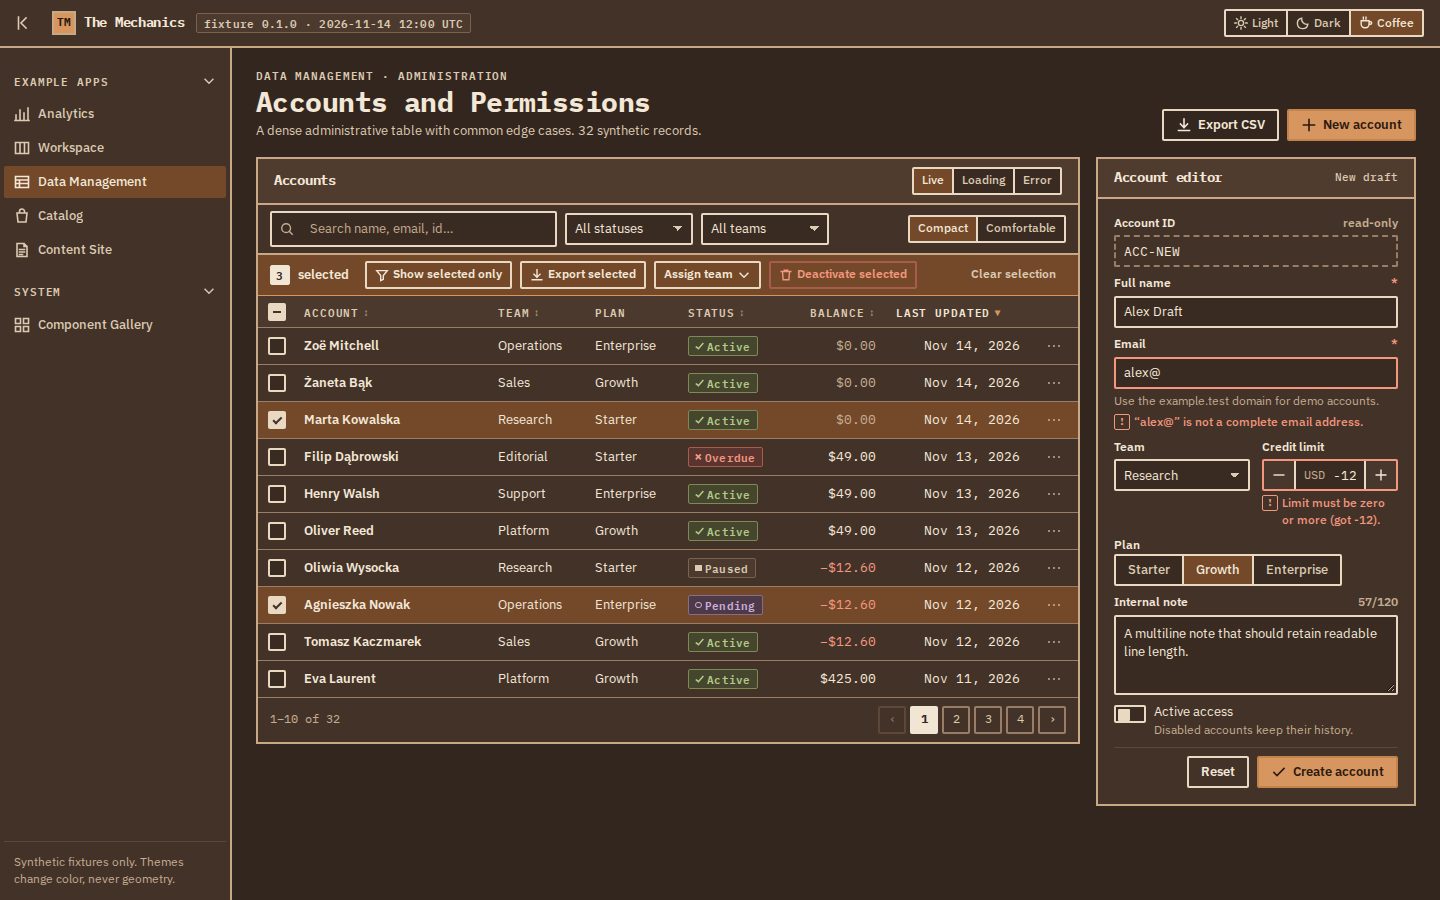 TM The Mechanics fixture 0.1.0 · 2026-11-14 12:00 UTC Light Dark Coffee
EXAMPLE APPS
Analytics
Workspace
Data Management
Catalog
Content Site
SYSTEM
Component Gallery
Synthetic fixtures only. Themes
change color, never geometry.
DATA MANAGEMENT · ADMINISTRATION
Accounts and Permissions
A dense administrative table with common edge cases. 32 synthetic records.
Export CSV New account
Accounts Live Loading Error
Search name, email, id… All statuses All teams Compact Comfortable
3 selected Show selected only Export selected Assign team Deactivate selected Clear selection
ACCOUNT TEAM PLAN STATUS BALANCE LAST UPDATED
Zoë Mitchell Operations Enterprise Active $0.00 Nov 14, 2026
Żaneta Bąk Sales Growth Active $0.00 Nov 14, 2026
Marta Kowalska Research Starter Active $0.00 Nov 14, 2026
Filip Dąbrowski Editorial Starter Overdue $49.00 Nov 13, 2026
Henry Walsh Support Enterprise Active $49.00 Nov 13, 2026
Oliver Reed Platform Growth Active $49.00 Nov 13, 2026
Oliwia Wysocka Research Starter Paused −$12.60 Nov 12, 2026
Agnieszka Nowak Operations Enterprise Pending −$12.60 Nov 12, 2026
Tomasz Kaczmarek Sales Growth Active −$12.60 Nov 12, 2026
Eva Laurent Platform Growth Active $425.00 Nov 11, 2026
1–10 of 32 ‹ 1 2 3 4 ›
Account editor New draft
Account ID read-only
ACC-NEW
Full name *
Alex Draft
Email *
alex@
Use the example.test domain for demo accounts.
“alex@” is not a complete email address.
Team Credit limit
Research USD -12
Limit must be zero
or more (got -12).
Plan
Starter Growth Enterprise
Internal note 57/120
A multiline note that should retain readable
line length.
Active access
Disabled accounts keep their history.
Reset Create account